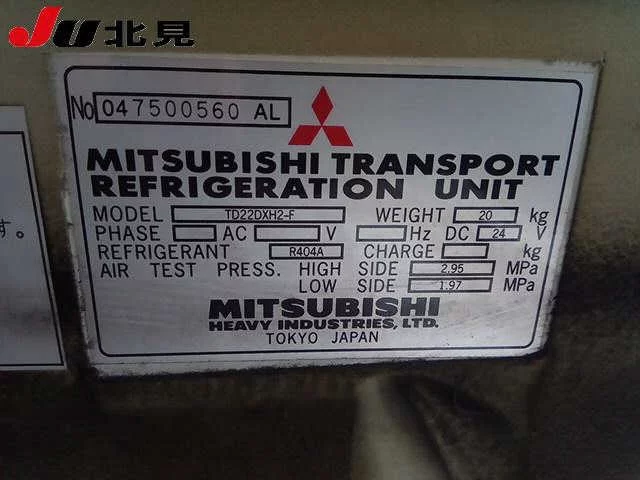 JU北見
No 047500560 AL
MITSUBISHI TRANSPORT
REFRIGERATION UNIT
MODEL TD22DXH2-F WEIGHT 20 kg
PHASE AC V Hz DC 24 V
REFRIGERANT R404A CHARGE kg
AIR TEST PRESS. HIGH SIDE 2.95 MPa
LOW SIDE 1.97 MPa
MITSUBISHI
HEAVY INDUSTRIES, LTD.
TOKYO JAPAN
す。